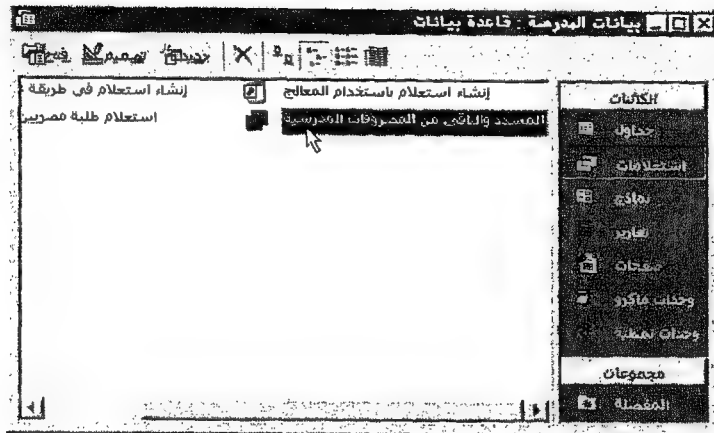 بيانات المدرسة - قاعدة بيانات
فتح تصميم جديد
الكائنات
جداول
استعلامات
نماذج
تقارير
صفحات
وحدات ماكرو
وحدات نمطية
مجموعات
المفضلة
إنشاء استعلام باستخدام المعالج
المسدد والباقي من المصروفات المدرسية
إنشاء استعلام في طريقة
استعلام طلبة مصريين